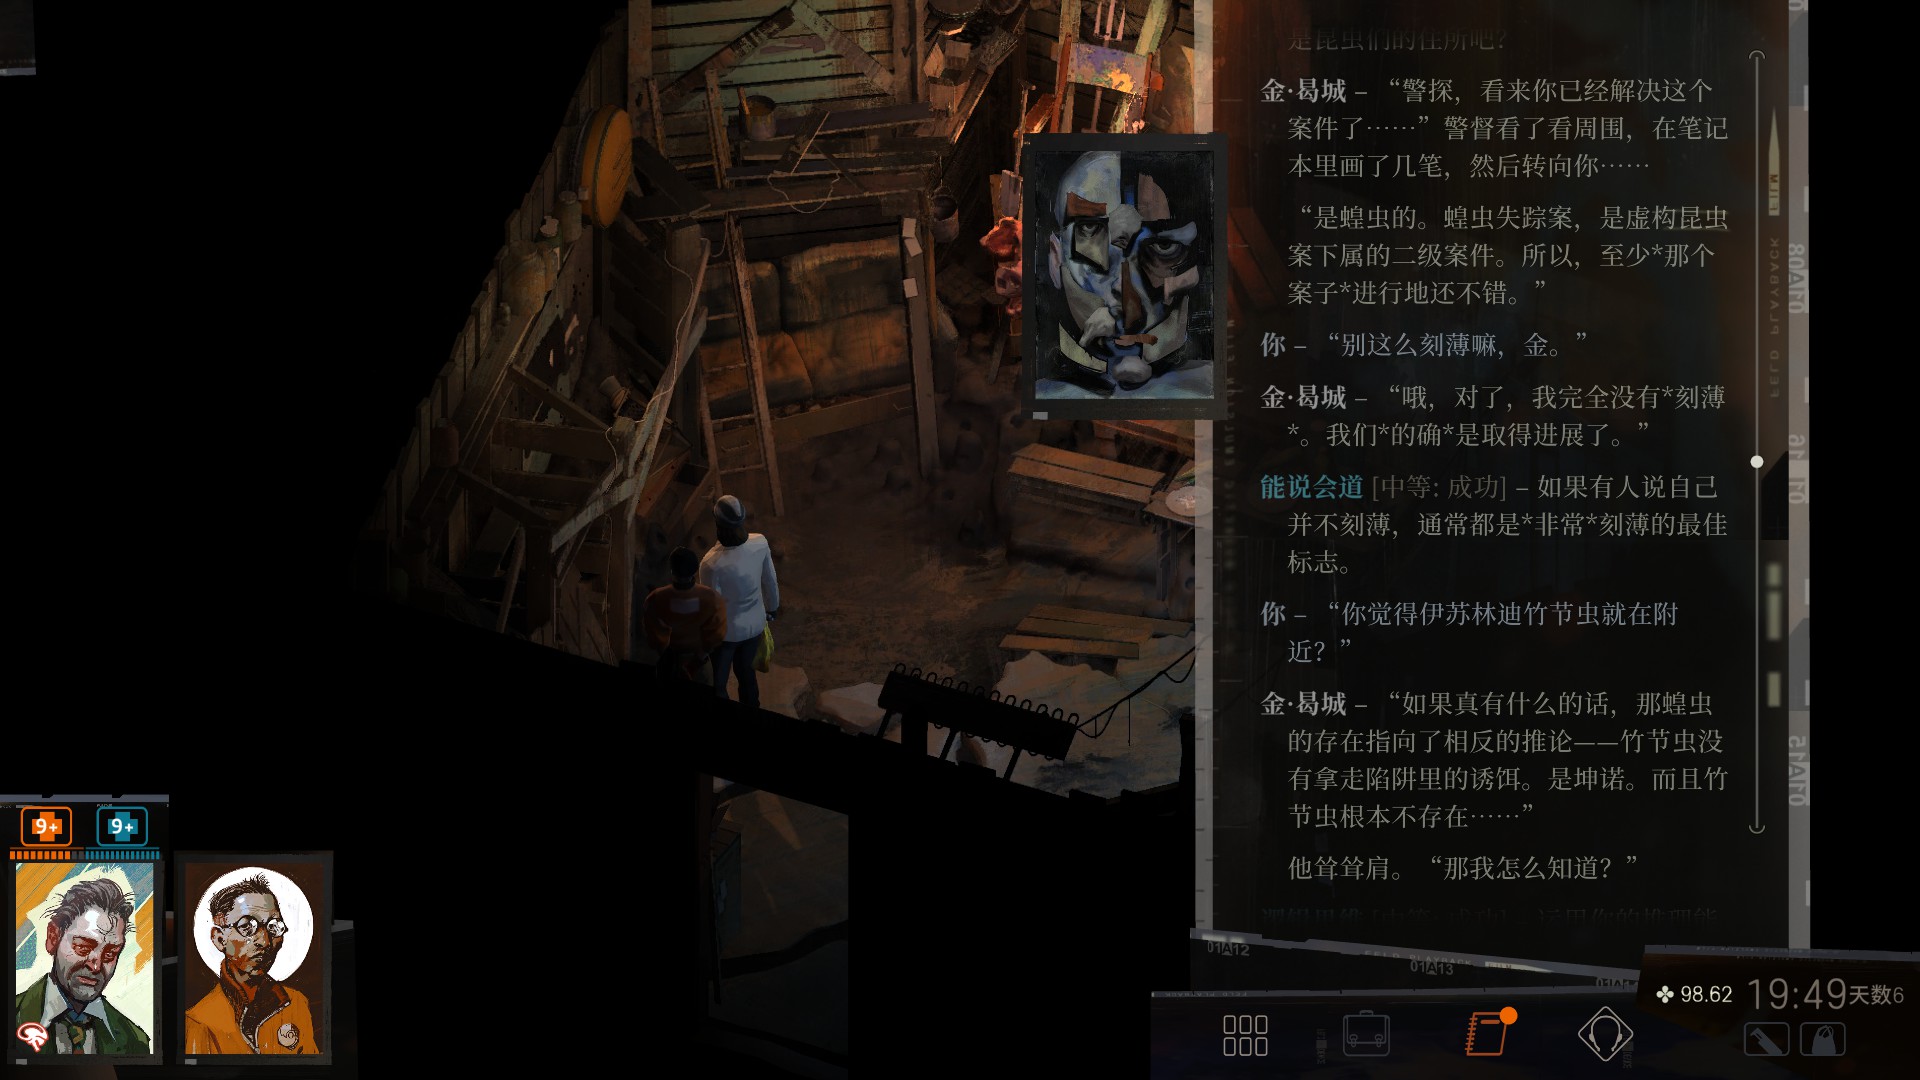 是昆虫们的住所吧？
金·曷城 – “警探，看来你已经解决这个
案件了……”警督看了看周围，在笔记
本里画了几笔，然后转向你……
“是蝗虫的。蝗虫失踪案，是虚构昆虫
案下属的二级案件。所以，至少*那个
案子*进行地还不错。”
你 – “别这么刻薄嘛，金。”
金·曷城 – “哦，对了，我完全没有*刻薄
*。我们*的确*是取得进展了。”
能说会道 [中等: 成功] – 如果有人说自己
并不刻薄，通常都是*非常*刻薄的最佳
标志。
你 – “你觉得伊苏林迪竹节虫就在附
近？”
金·曷城 – “如果真有什么的话，那蝗虫
的存在指向了相反的推论——竹节虫没
有拿走陷阱里的诱饵。是坤诺。而且竹
节虫根本不存在……”
他耸耸肩。“那我怎么知道？”
9+ 9+
01A12
01A13
98.62 19:49天数6